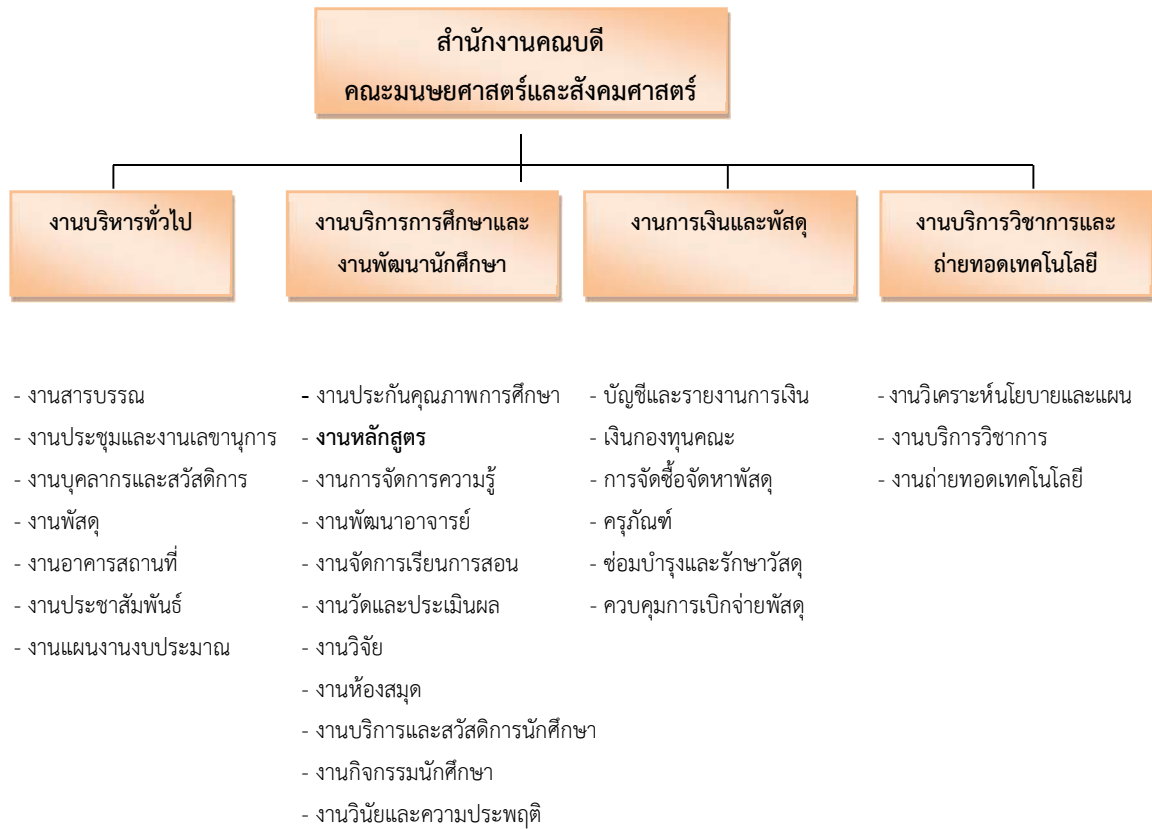 สำนักงานคณบดี
คณะมนษยศาสตร์และสังคมศาสตร์
งานบริหารทั่วไป
งานบริการการศึกษาและ
งานพัฒนานักศึกษา
งานการเงินและพัสดุ
งานบริการวิชาการและ
ถ่ายทอดเทคโนโลยี
- งานสารบรรณ
- งานประชุมและงานเลขานุการ
- งานบุคลากรและสวัสดิการ
- งานพัสดุ
- งานอาคารสถานที่
- งานประชาสัมพันธ์
- งานแผนงานงบประมาณ
- งานประกันคุณภาพการศึกษา
- งานหลักสูตร
- งานการจัดการความรู้
- งานพัฒนาอาจารย์
- งานจัดการเรียนการสอน
- งานวัดและประเมินผล
- งานวิจัย
- งานห้องสมุด
- งานบริการและสวัสดิการนักศึกษา
- งานกิจกรรมนักศึกษา
- งานวินัยและความประพฤติ
- บัญชีและรายงานการเงิน
- เงินกองทุนคณะ
- การจัดซื้อจัดหาพัสดุ
- ครุภัณฑ์
- ซ่อมบำรุงและรักษาวัสดุ
- ควบคุมการเบิกจ่ายพัสดุ
- งานวิเคราะห์นโยบายและแผน
- งานบริการวิชาการ
- งานถ่ายทอดเทคโนโลยี